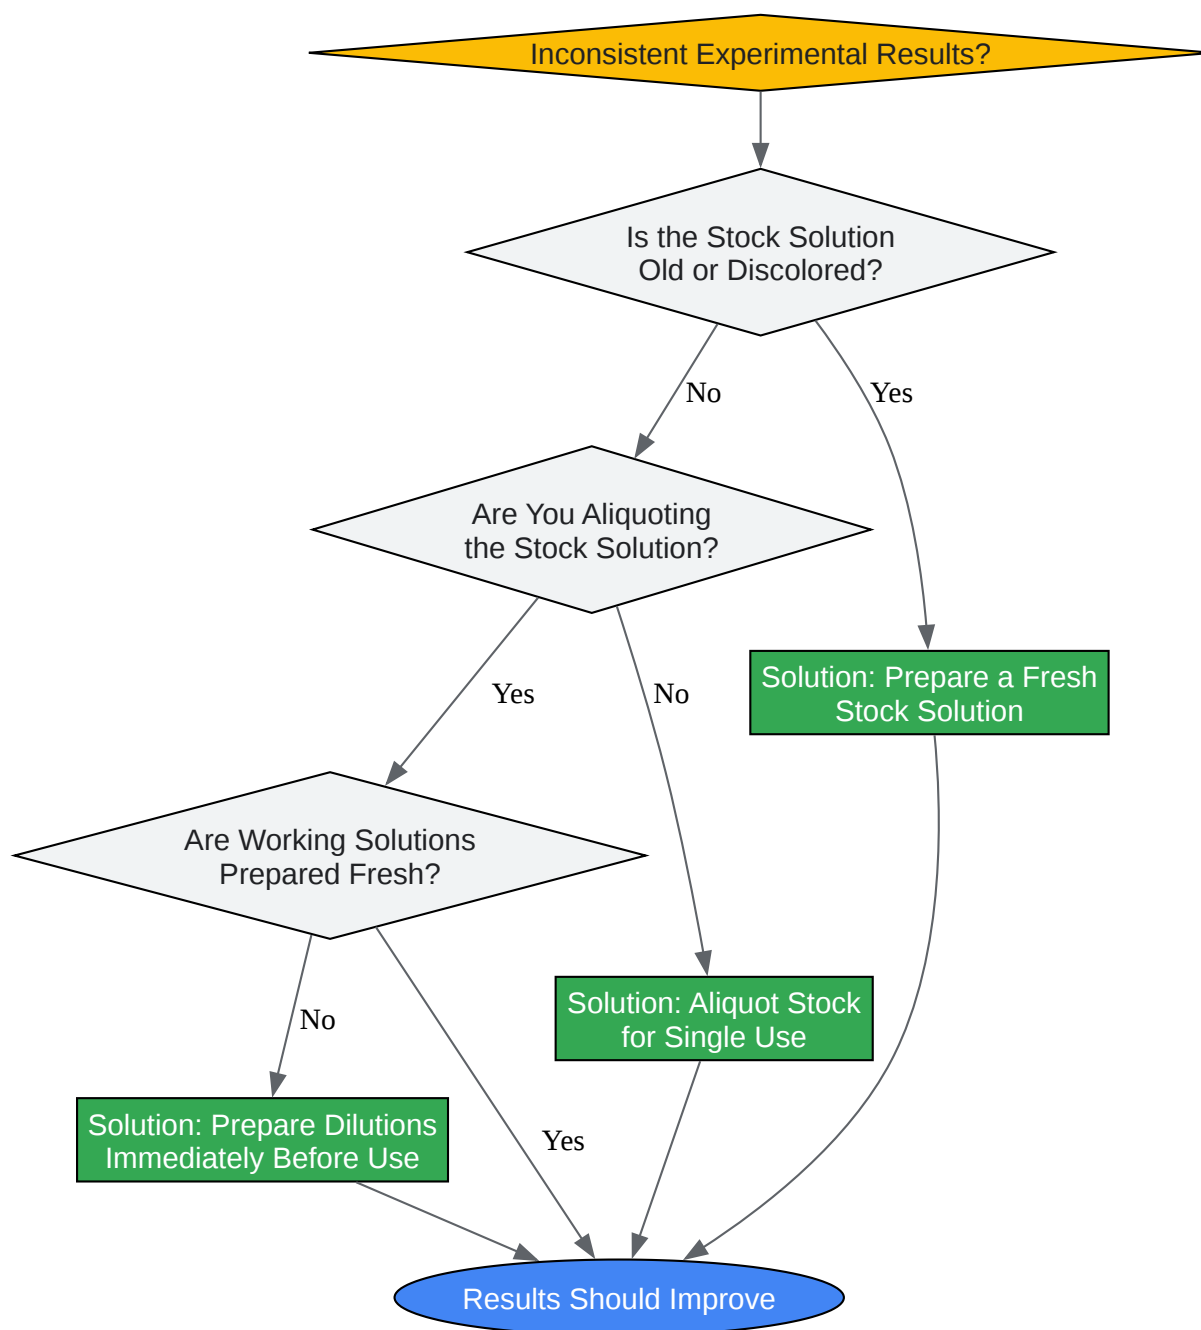 Inconsistent Experimental Results?
Is the Stock Solution
Old or Discolored?
No
Yes
Are You Aliquoting
the Stock Solution?
Yes
No
Solution: Prepare a Fresh
Stock Solution
Are Working Solutions
Prepared Fresh?
No
Solution: Aliquot Stock
for Single Use
Solution: Prepare Dilutions
Immediately Before Use
Yes
Results Should Improve